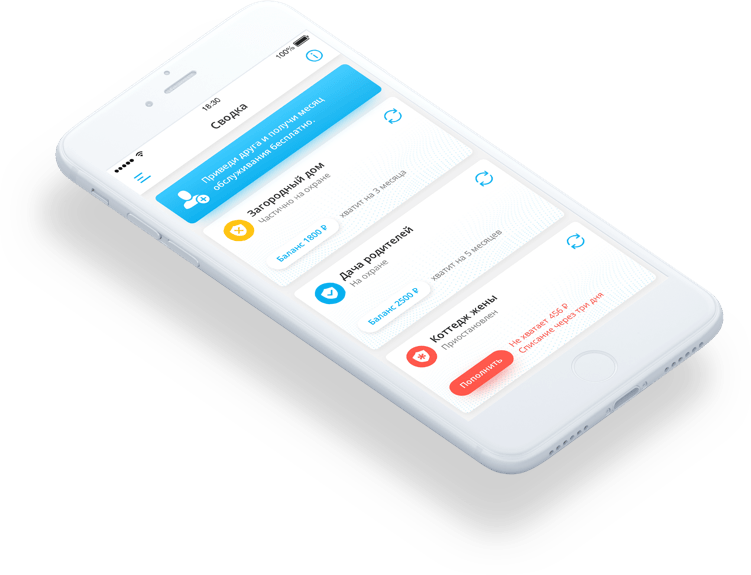 18:30
100%
Сводка
Приведи друга и получи месяц
обслуживания бесплатно.
Загородный дом
Частично на охране
Баланс 1800 ₽
хватит на 3 месяца
Дача родителей
На охране
Баланс 2500 ₽
хватит на 5 месяцев
Коттедж жены
Приостановлен
Пополнить
Не хватает 456 ₽
Списание через три дня